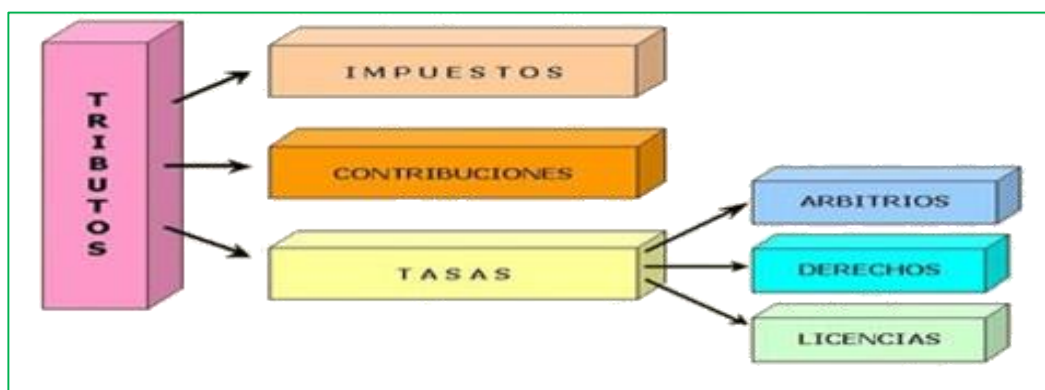 TRIBUTOS
IMPUESTOS
CONTRIBUCIONES
TASAS
ARBITRIOS
DERECHOS
LICENCIAS